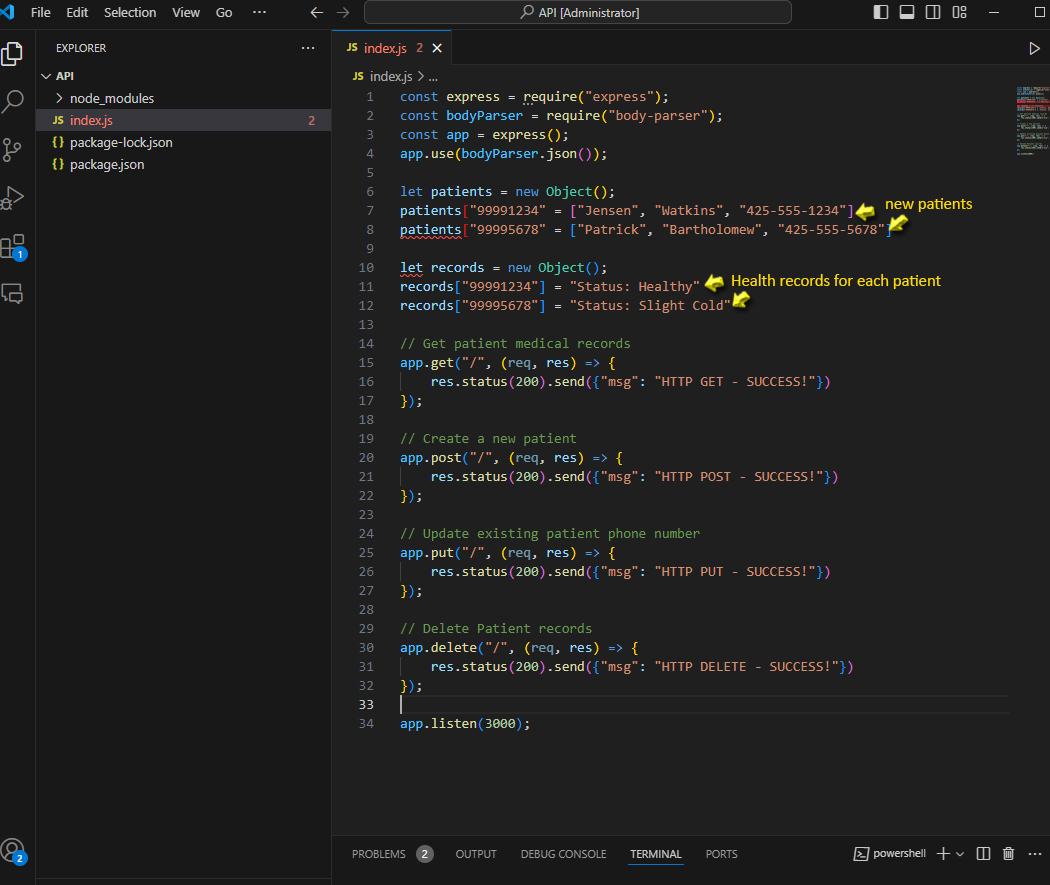 File Edit Selection View Go ··· API [Administrator]
EXPLORER ···
API
node_modules
JS index.js 2
{} package-lock.json
{} package.json
1
2
JS index.js 2
JS index.js > ...
1 const express = require("express");
2 const bodyParser = require("body-parser");
3 const app = express();
4 app.use(bodyParser.json());
5
6 let patients = new Object();
7 patients["99991234" = ["Jensen", "Watkins", "425-555-1234"] new patients
8 patients["99995678" = ["Patrick", "Bartholomew", "425-555-5678"]
9
10 let records = new Object();
11 records["99991234"] = "Status: Healthy" Health records for each patient
12 records["99995678"] = "Status: Slight Cold"
13
14 // Get patient medical records
15 app.get("/", (req, res) => {
16 res.status(200).send({"msg": "HTTP GET - SUCCESS!"})
17 });
18
19 // Create a new patient
20 app.post("/", (req, res) => {
21 res.status(200).send({"msg": "HTTP POST - SUCCESS!"})
22 });
23
24 // Update existing patient phone number
25 app.put("/", (req, res) => {
26 res.status(200).send({"msg": "HTTP PUT - SUCCESS!"})
27 });
28
29 // Delete Patient records
30 app.delete("/", (req, res) => {
31 res.status(200).send({"msg": "HTTP DELETE - SUCCESS!"})
32 });
33
34 app.listen(3000);
PROBLEMS 2 OUTPUT DEBUG CONSOLE TERMINAL PORTS powershell ···